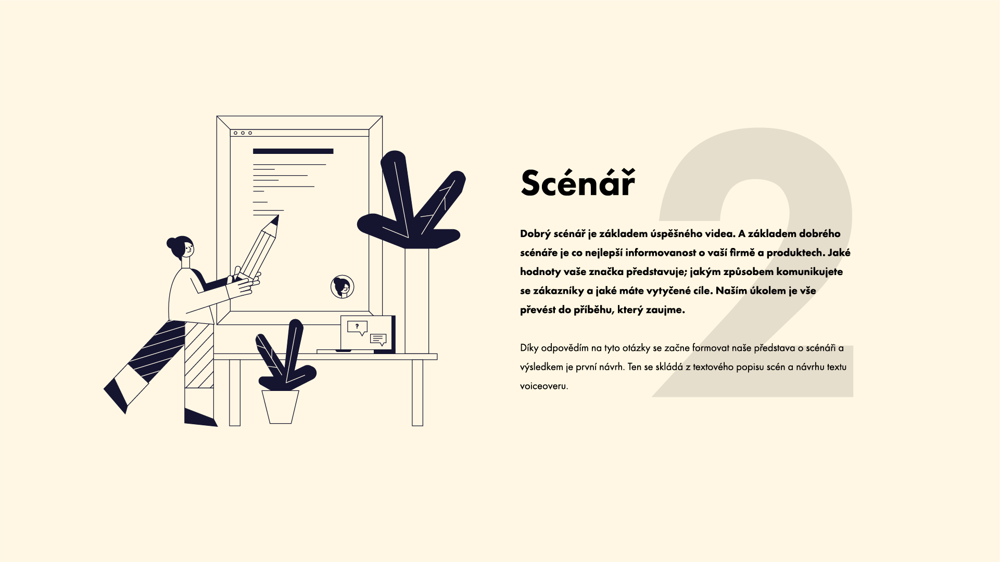 ?
2
Scénář
Dobrý scénář je základem úspěšného videa. A základem dobrého
scénáře je co nejlepší informovanost o vaší firmě a produktech. Jaké
hodnoty vaše značka představuje; jakým způsobem komunikujete
se zákazníky a jaké máte vytyčené cíle. Naším úkolem je vše
převést do příběhu, který zaujme.
Díky odpovědím na tyto otázky se začne formovat naše představa o scénáři a
výsledkem je první návrh. Ten se skládá z textového popisu scén a návrhu textu
voiceoveru.